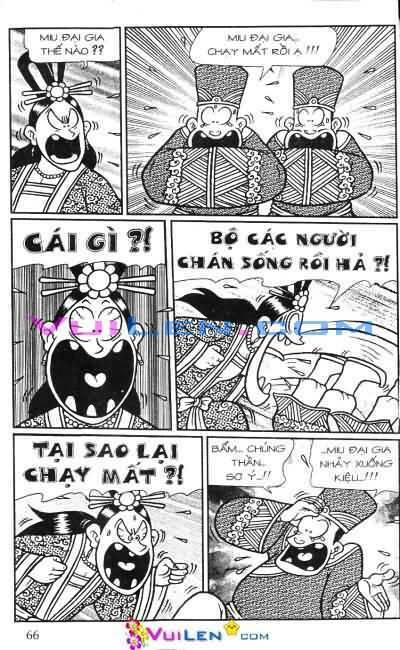 MIU ĐẠI GIA
THẾ NÀO ??
MIU ĐẠI GIA...
CHẠY MẤT RỒI Ạ !!!
CÁI GÌ ?!
BỘ CÁC NGƯỜI
CHÁN SỐNG RỒI HẢ ?!
VUILEN.COM
TẠI SAO LẠI
CHẠY MẤT ?!
BẨM... CHÚNG
THẦN...
SƠ Ý...!!
...MIU ĐẠI GIA
NHẢY XUỐNG
KIỆU...!!!
66
VUILEN COM